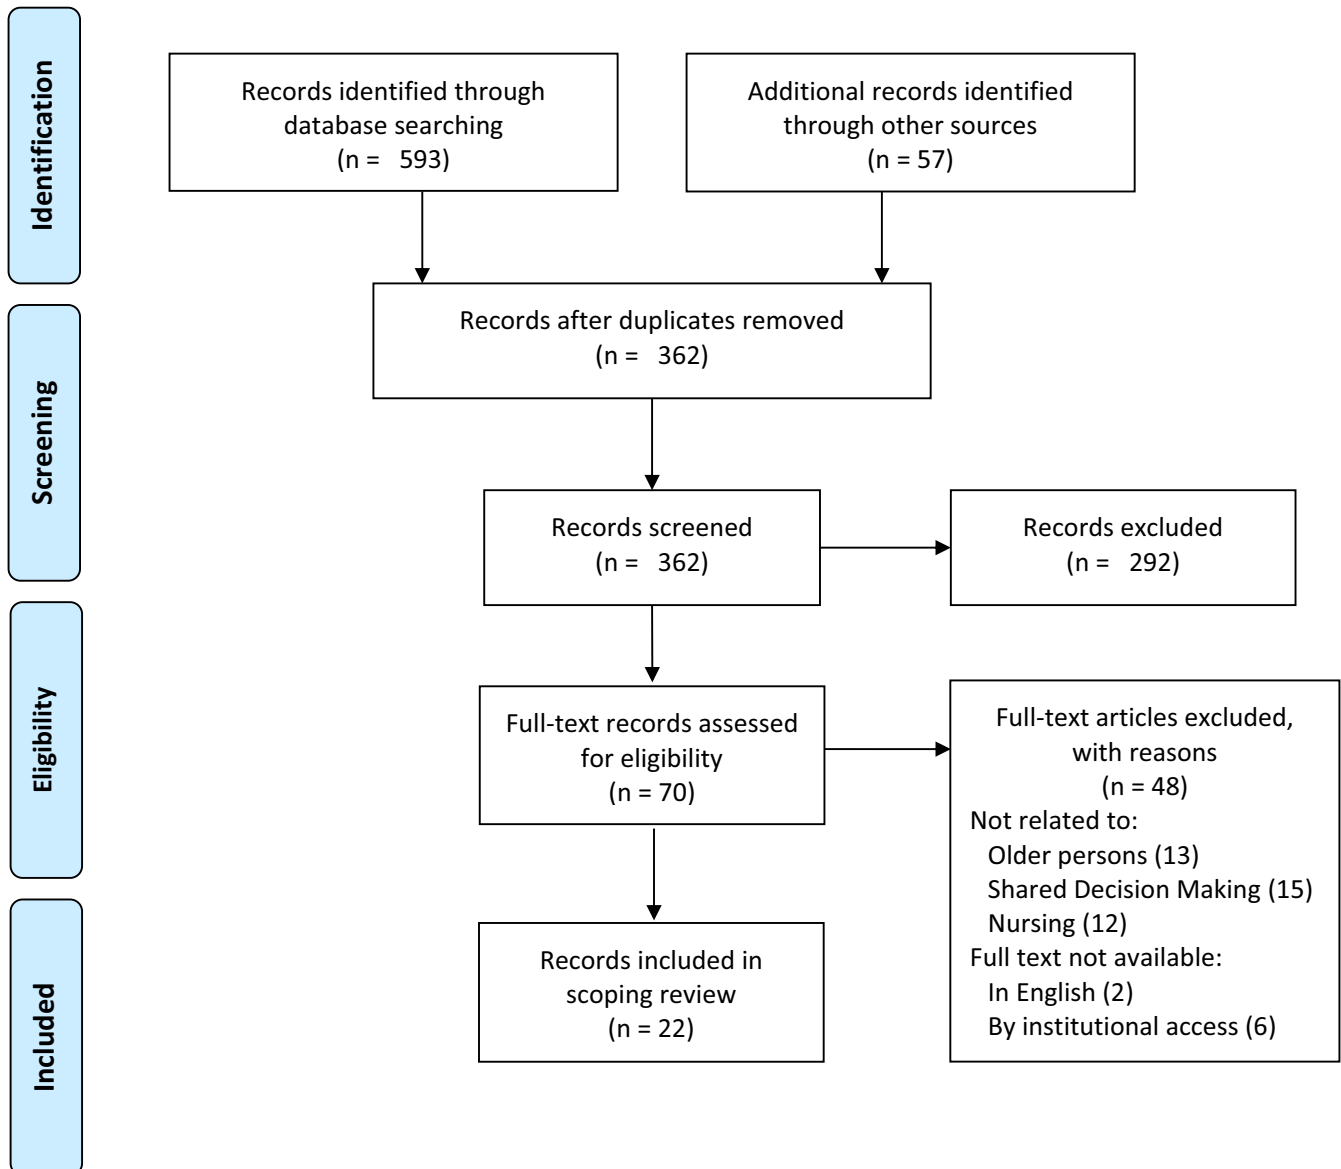 Identification
Records identified through
database searching
(n = 593)
Additional records identified
through other sources
(n = 57)
Records after duplicates removed
(n = 362)
Screening
Records screened
(n = 362)
Records excluded
(n = 292)
Eligibility
Full-text records assessed
for eligibility
(n = 70)
Full-text articles excluded,
with reasons
(n = 48)
Not related to:
Older persons (13)
Shared Decision Making (15)
Nursing (12)
Full text not available:
In English (2)
By institutional access (6)
Included
Records included in
scoping review
(n = 22)